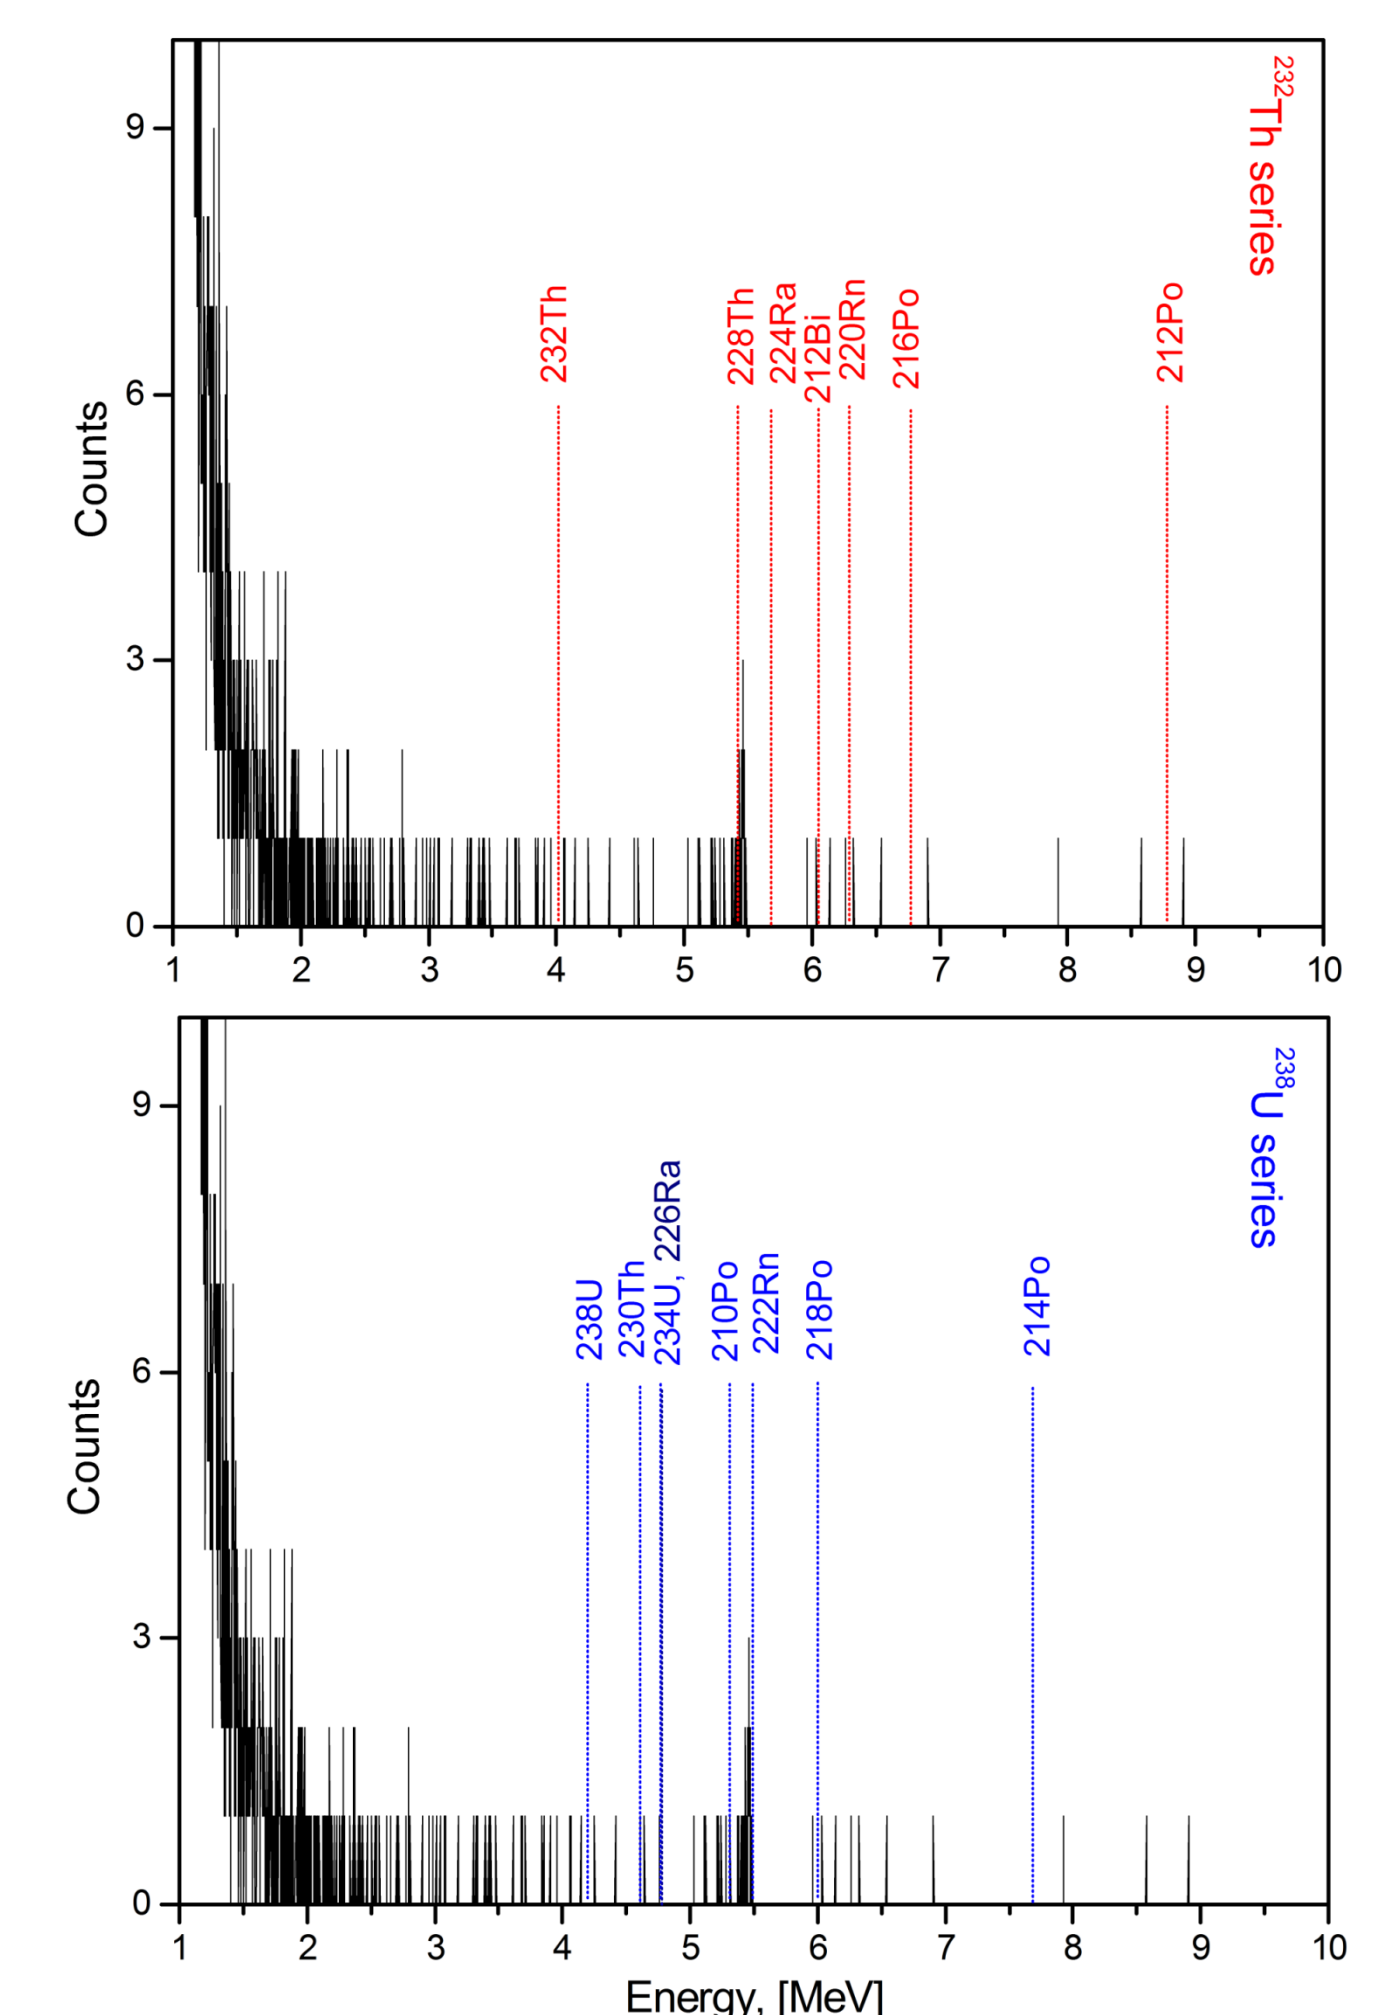 ²³²Th series
9
6
3
0
Counts
232Th
228Th
224Ra
212Bi
220Rn
216Po
212Po
1 2 3 4 5 6 7 8 9 10
²³⁸U series
9
6
3
0
Counts
238U
230Th
234U, 226Ra
210Po
222Rn
218Po
214Po
1 2 3 4 5 6 7 8 9 10
Energy, [MeV]